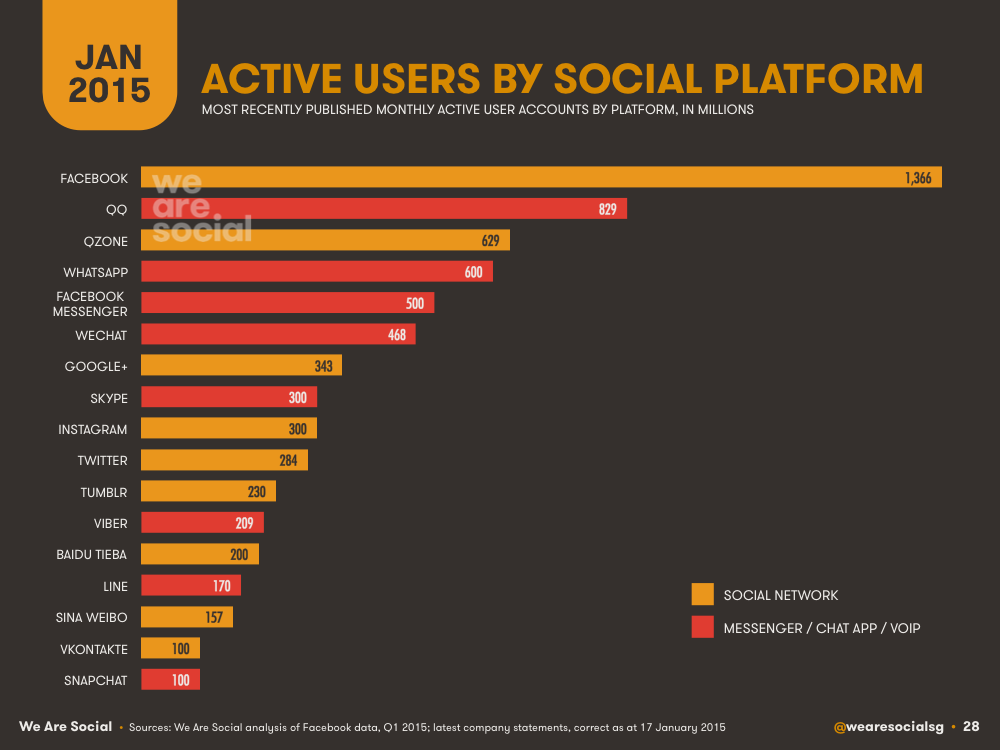 JAN
2015
ACTIVE USERS BY SOCIAL PLATFORM
MOST RECENTLY PUBLISHED MONTHLY ACTIVE USER ACCOUNTS BY PLATFORM, IN MILLIONS
FACEBOOK 1,366
we
are
social
QQ 829
QZONE 629
WHATSAPP 600
FACEBOOK
MESSENGER 500
WECHAT 468
GOOGLE+ 343
SKYPE 300
INSTAGRAM 300
TWITTER 284
TUMBLR 230
VIBER 209
BAIDU TIEBA 200
LINE 170
SINA WEIBO 157
VKONTAKTE 100
SNAPCHAT 100
SOCIAL NETWORK
MESSENGER / CHAT APP / VOIP
We Are Social • Sources: We Are Social analysis of Facebook data, Q1 2015; latest company statements, correct as at 17 January 2015
@wearesocialsg • 28